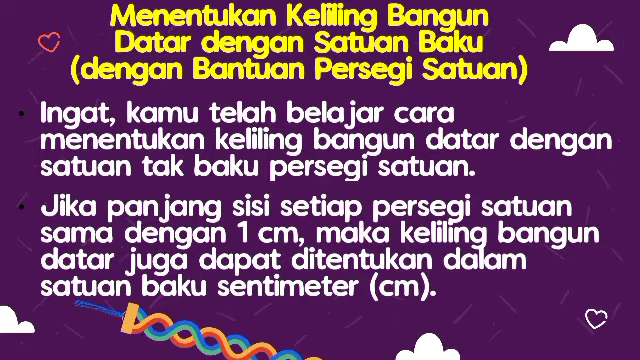 Menentukan Keliling Bangun
Datar dengan Satuan Baku
(dengan Bantuan Persegi Satuan)
• Ingat, kamu telah belajar cara
menentukan keliling bangun datar dengan
satuan tak baku persegi satuan.
• Jika panjang sisi setiap persegi satuan
sama dengan 1 cm, maka keliling bangun
datar juga dapat ditentukan dalam
satuan baku sentimeter (cm).